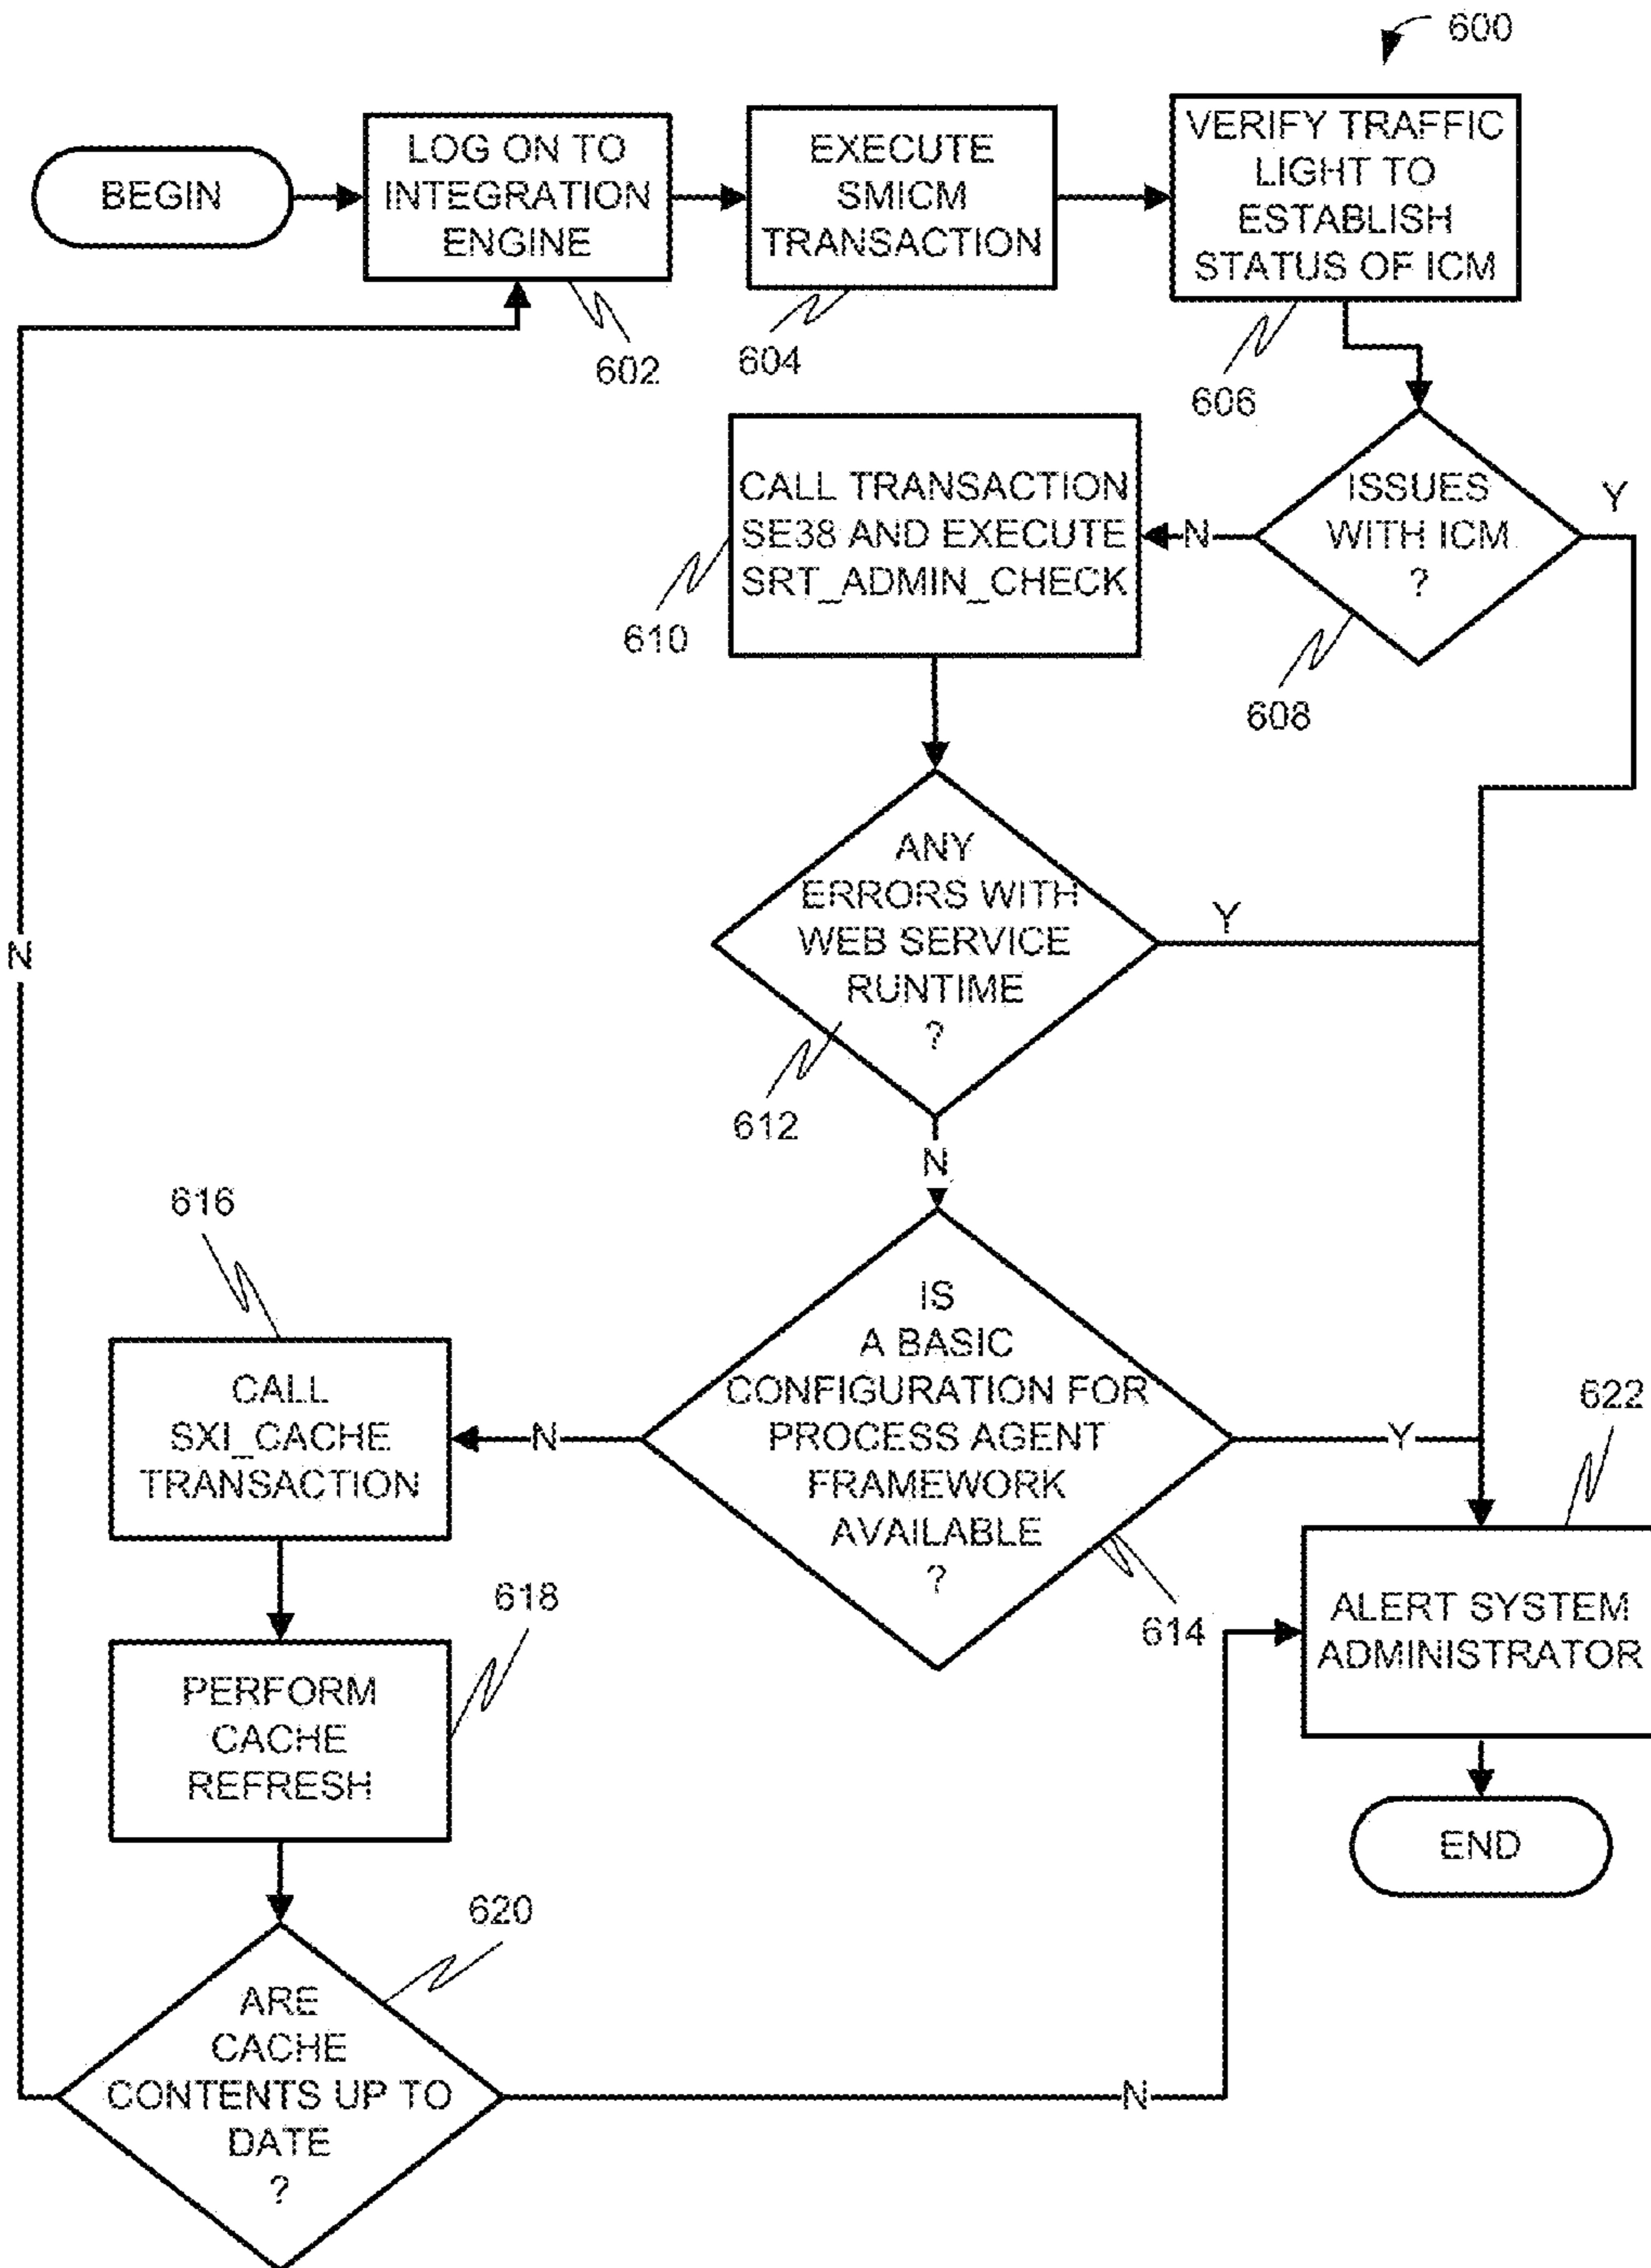 600
BEGIN
LOG ON TO
INTEGRATION
ENGINE
602
EXECUTE
SMICM
TRANSACTION
604
VERIFY TRAFFIC
LIGHT TO
ESTABLISH
STATUS OF ICM
606
ISSUES
WITH ICM
?
608
Y
N
CALL TRANSACTION
SE38 AND EXECUTE
SRT_ADMIN_CHECK
610
ANY
ERRORS WITH
WEB SERVICE
RUNTIME
?
612
Y
N
N
IS
A BASIC
CONFIGURATION FOR
PROCESS AGENT
FRAMEWORK
AVAILABLE
?
614
N
Y
616
CALL
SXI_CACHE
TRANSACTION
618
PERFORM
CACHE
REFRESH
622
ALERT SYSTEM
ADMINISTRATOR
END
620
ARE
CACHE
CONTENTS UP TO
DATE
?
N